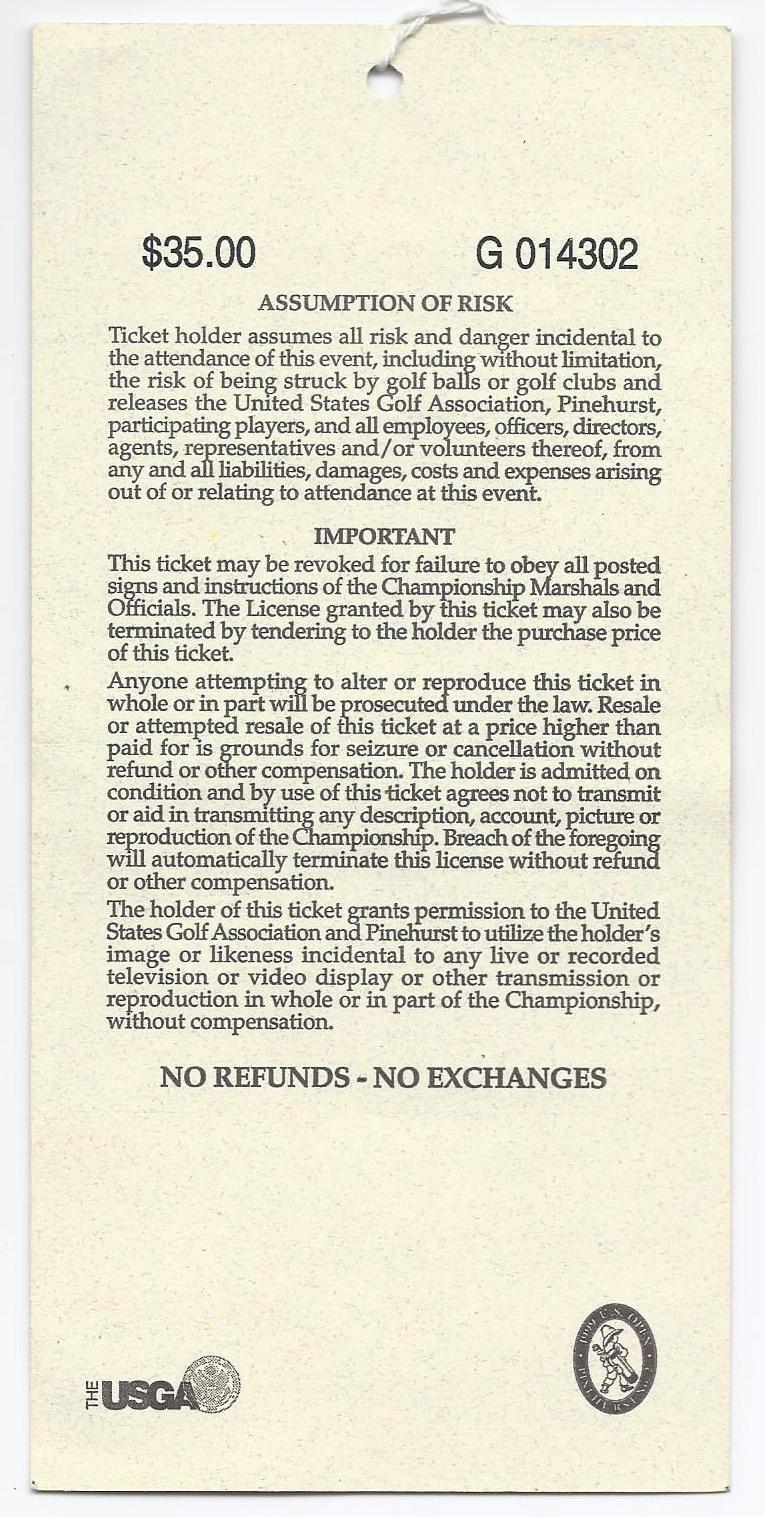 $35.00 G 014302
ASSUMPTION OF RISK
Ticket holder assumes all risk and danger incidental to
the attendance of this event, including without limitation,
the risk of being struck by golf balls or golf clubs and
releases the United States Golf Association, Pinehurst,
participating players, and all employees, officers, directors,
agents, representatives and/or volunteers thereof, from
any and all liabilities, damages, costs and expenses arising
out of or relating to attendance at this event.
IMPORTANT
This ticket may be revoked for failure to obey all posted
signs and instructions of the Championship Marshals and
Officials. The License granted by this ticket may also be
terminated by tendering to the holder the purchase price
of this ticket.
Anyone attempting to alter or reproduce this ticket in
whole or in part will be prosecuted under the law. Resale
or attempted resale of this ticket at a price higher than
paid for is grounds for seizure or cancellation without
refund or other compensation. The holder is admitted on
condition and by use of this ticket agrees not to transmit
or aid in transmitting any description, account, picture or
reproduction of the Championship. Breach of the foregoing
will automatically terminate this license without refund
or other compensation.
The holder of this ticket grants permission to the United
States Golf Association and Pinehurst to utilize the holder's
image or likeness incidental to any live or recorded
television or video display or other transmission or
reproduction in whole or in part of the Championship,
without compensation.
NO REFUNDS - NO EXCHANGES
THE USGA
1999 U.S. OPEN
PINEHURST NO. 2